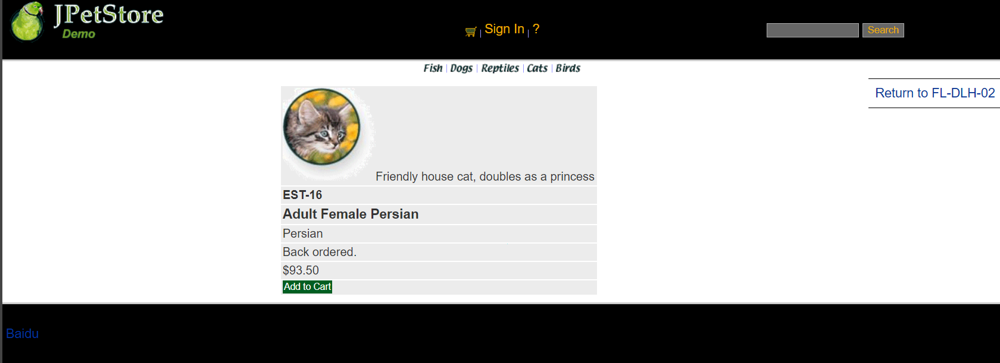 JPetStore
Demo
Sign In ?
Search
Fish Dogs Reptiles Cats Birds
Return to FL-DLH-02
Friendly house cat, doubles as a princess
EST-16
Adult Female Persian
Persian
Back ordered.
$93.50
Add to Cart
Baidu